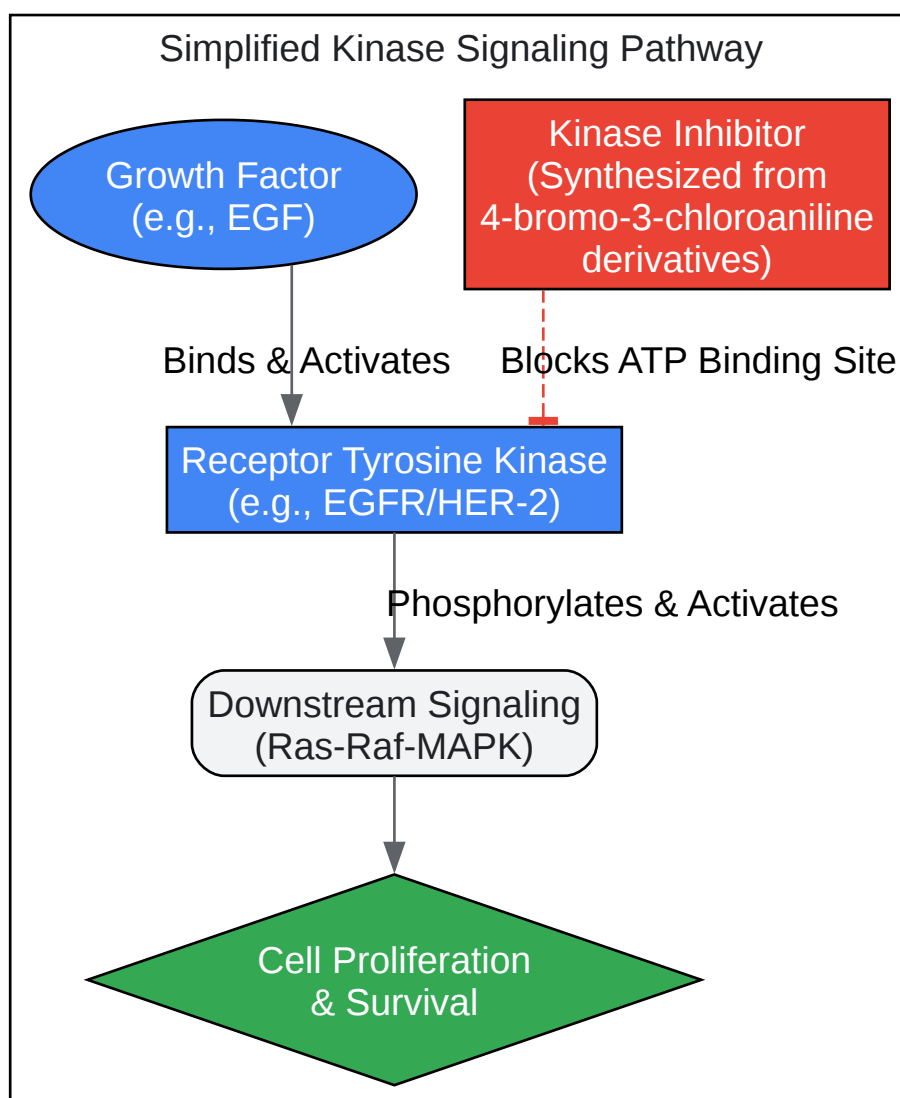 Simplified Kinase Signaling Pathway
Growth Factor
(e.g., EGF)
Kinase Inhibitor
(Synthesized from
4-bromo-3-chloroaniline
derivatives)
Binds & Activates
Blocks ATP Binding Site
Receptor Tyrosine Kinase
(e.g., EGFR/HER-2)
Phosphorylates & Activates
Downstream Signaling
(Ras-Raf-MAPK)
Cell Proliferation
& Survival